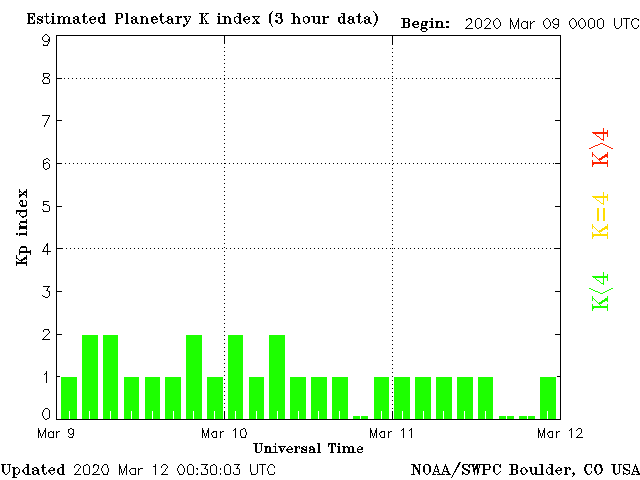 Estimated Planetary K index (3 hour data) Begin: 2020 Mar 09 0000 UTC
9
8
7
6
5
4
3
2
1
0
Kp index
K>4
K=4
K<4
Mar 9 Mar 10 Mar 11 Mar 12
Universal Time
Updated 2020 Mar 12 00:30:03 UTC NOAA/SWPC Boulder, CO USA